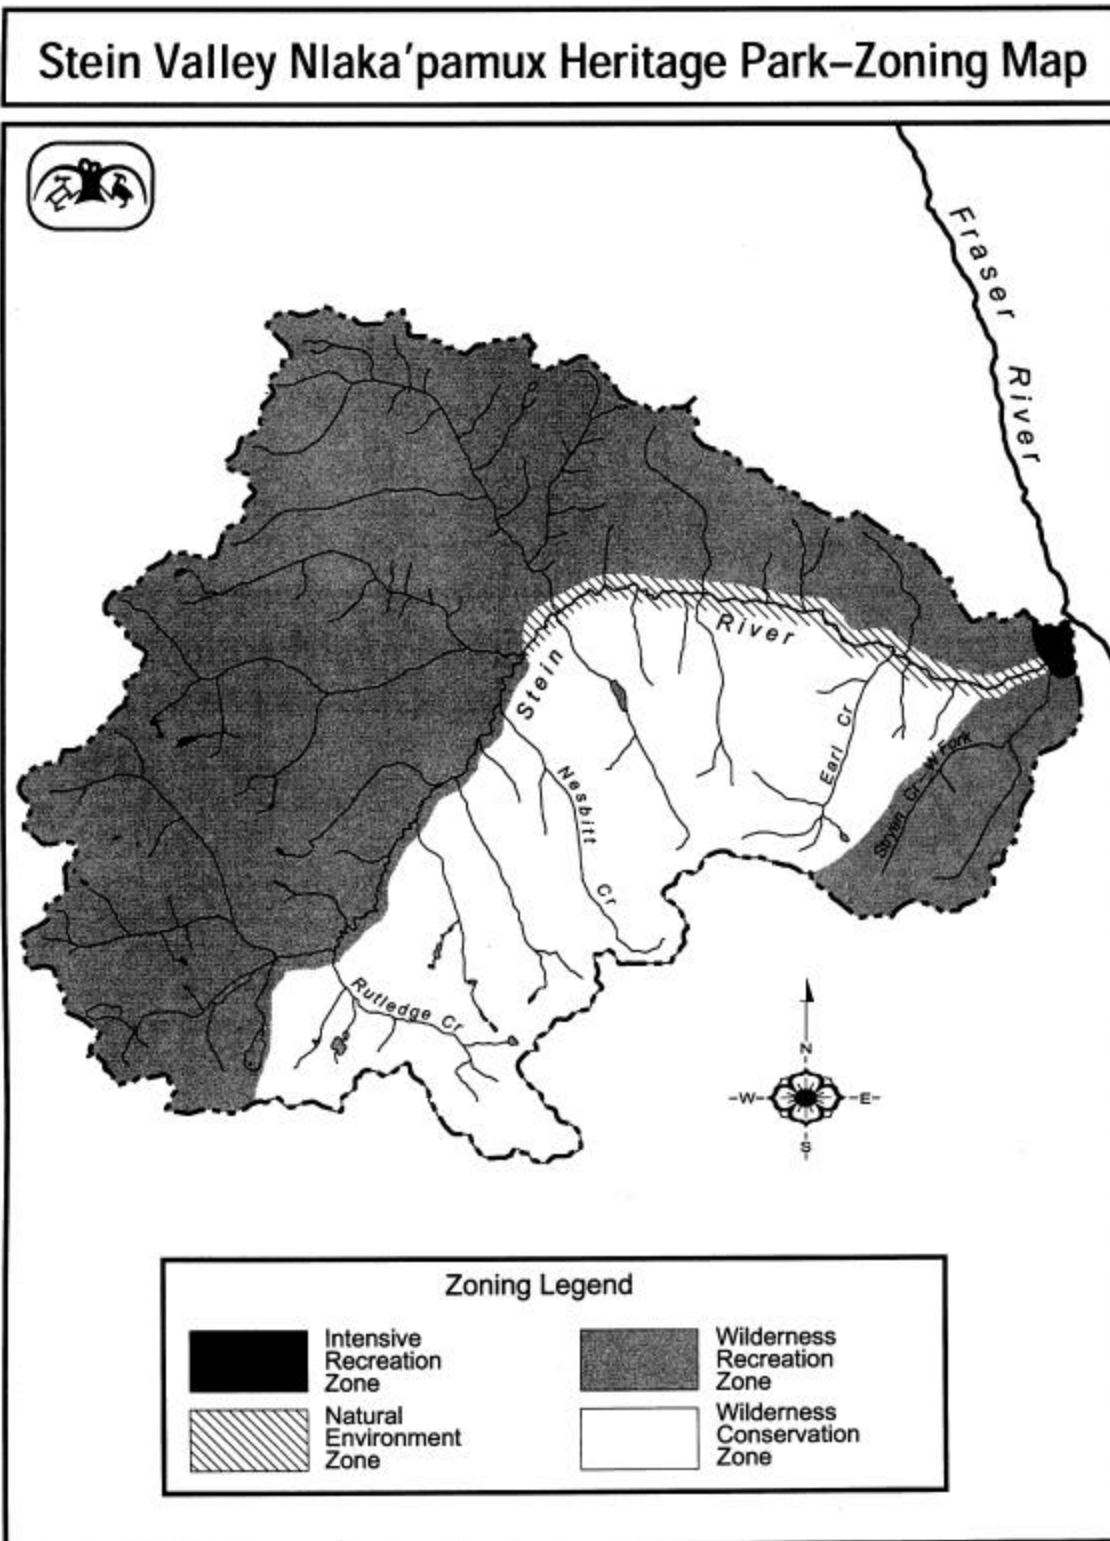 Stein Valley Nlaka'pamux Heritage Park–Zoning Map
Fraser River
Stein River
Earl Cr
Stryen Cr - W Fork
Nesbitt Cr
Rutledge Cr
N
-W- -E-
S
Zoning Legend
Intensive
Recreation
Zone
Wilderness
Recreation
Zone
Natural
Environment
Zone
Wilderness
Conservation
Zone